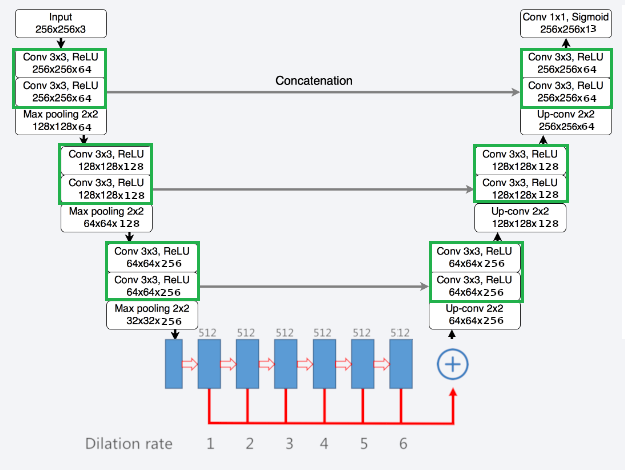 Input
256x256x3
Conv 3x3, ReLU
256x256x64
Conv 3x3, ReLU
256x256x64
Max pooling 2x2
128x128x64
Conv 3x3, ReLU
128x128x128
Conv 3x3, ReLU
128x128x128
Max pooling 2x2
64x64x128
Conv 3x3, ReLU
64x64x256
Conv 3x3, ReLU
64x64x256
Max pooling 2x2
32x32x256
Concatenation
Conv 1x1, Sigmoid
256x256x13
Conv 3x3, ReLU
256x256x64
Conv 3x3, ReLU
256x256x64
Up-conv 2x2
256x256x64
Conv 3x3, ReLU
128x128x128
Conv 3x3, ReLU
128x128x128
Up-conv 2x2
128x128x128
Conv 3x3, ReLU
64x64x256
Conv 3x3, ReLU
64x64x256
Up-conv 2x2
64x64x256
512 512 512 512 512 512
+
Dilation rate 1 2 3 4 5 6